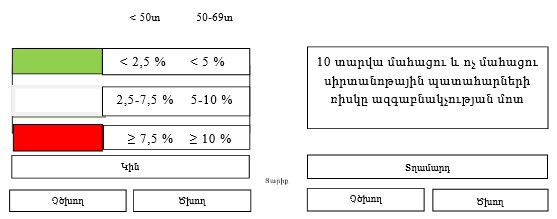 < 50տ 50-69տ
< 2,5 % < 5 %
2,5-7,5 % 5-10 %
≥ 7,5 % ≥ 10 %
Կին
Չծխող Ծխող
Տարիք
10 տարվա մահացու և ոչ մահացու
սիրտանոթային պատահարների
ռիսկը ազգաբնակչության մոտ
Տղամարդ
Չծխող Ծխող